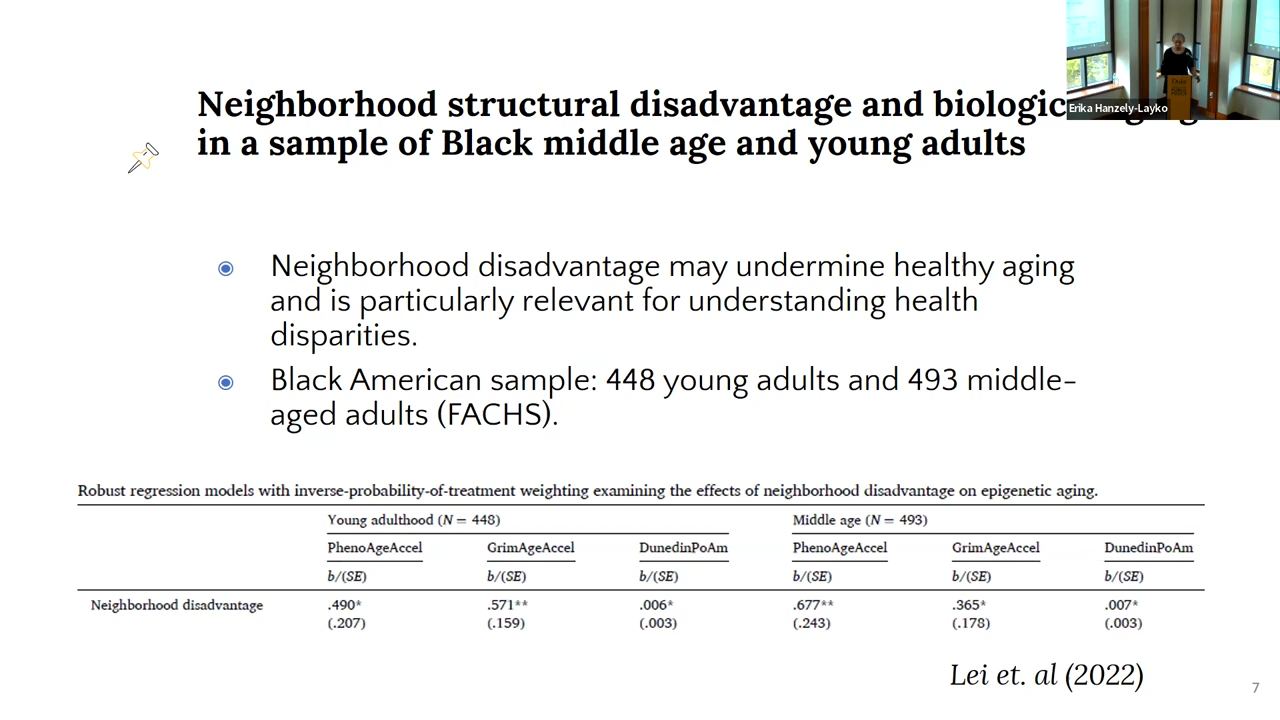 Neighborhood structural disadvantage and biologic
in a sample of Black middle age and young adults
Erika Hanzely-Layko
Duke
Neighborhood disadvantage may undermine healthy aging
and is particularly relevant for understanding health
disparities.
Black American sample: 448 young adults and 493 middle-
aged adults (FACHS).
Robust regression models with inverse-probability-of-treatment weighting examining the effects of neighborhood disadvantage on epigenetic aging.
Young adulthood (N = 448) Middle age (N = 493)
PhenoAgeAccel GrimAgeAccel DunedinPoAm PhenoAgeAccel GrimAgeAccel DunedinPoAm
b/(SE) b/(SE) b/(SE) b/(SE) b/(SE) b/(SE)
Neighborhood disadvantage .490* .571** .006* .677** .365* .007*
(.207) (.159) (.003) (.243) (.178) (.003)
Lei et. al (2022)
7